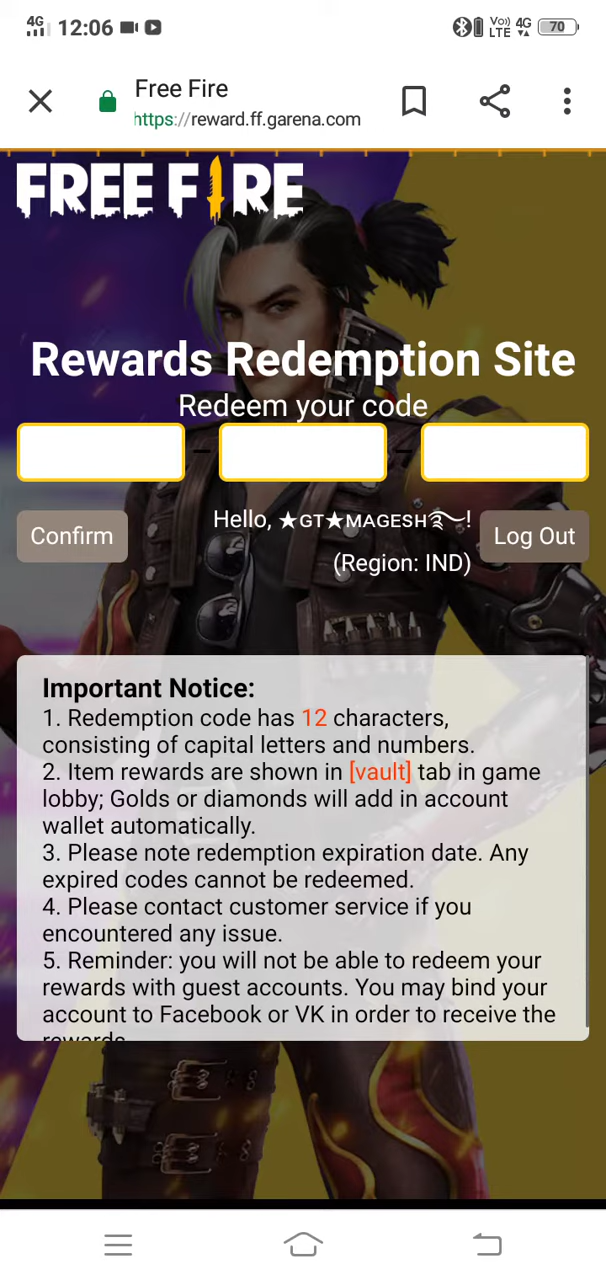 4G 12:06 Vo)) LTE 4G 70
Free Fire
https://reward.ff.garena.com
FREE FIRE
Rewards Redemption Site
Redeem your code
Confirm
Hello, ★GT★MAGESH࿐!
(Region: IND)
Log Out
Important Notice:
1. Redemption code has 12 characters,
consisting of capital letters and numbers.
2. Item rewards are shown in [vault] tab in game
lobby; Golds or diamonds will add in account
wallet automatically.
3. Please note redemption expiration date. Any
expired codes cannot be redeemed.
4. Please contact customer service if you
encountered any issue.
5. Reminder: you will not be able to redeem your
rewards with guest accounts. You may bind your
account to Facebook or VK in order to receive the
rewards